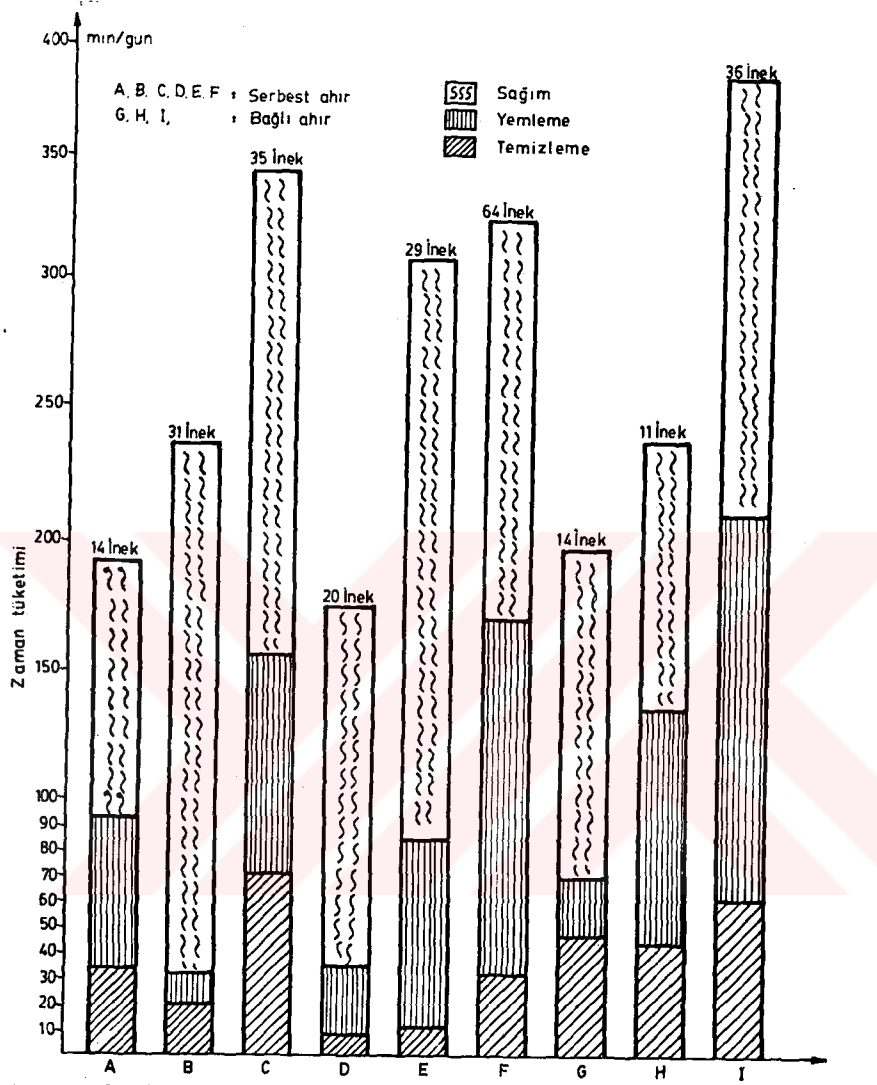 400 min/gun
A. B. C. D. E. F : Serbest ahır
G. H. I, : Bağlı ahır
SSS Sağım
Yemleme
Temizleme
36 İnek
350
35 İnek
64 İnek
300
29 İnek
250
31 İnek
11 İnek
200
14 İnek
14 İnek
20 İnek
Zaman tüketimi
150
100
90
80
70
60
50
40
30
20
10
A B C D E F G H I